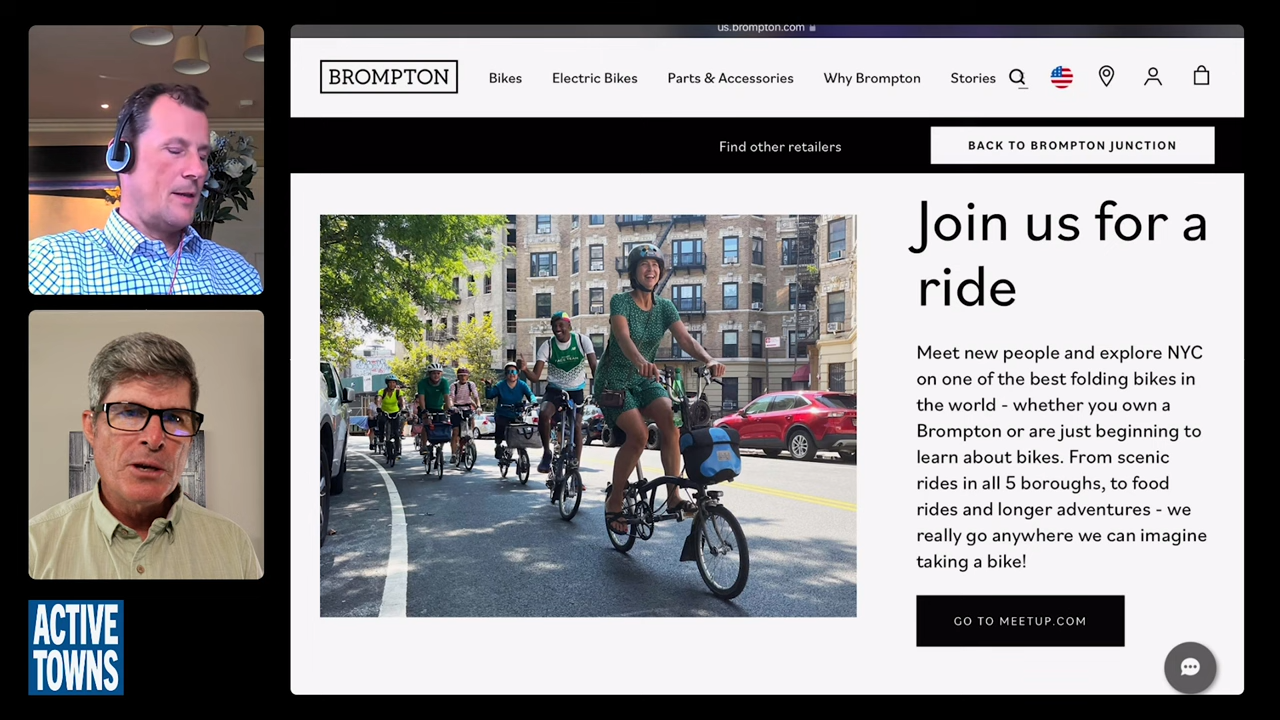 us.brompton.com
BROMPTON
Bikes
Electric Bikes
Parts & Accessories
Why Brompton
Stories
Find other retailers
BACK TO BROMPTON JUNCTION
Join us for a
ride
Meet new people and explore NYC
on one of the best folding bikes in
the world - whether you own a
Brompton or are just beginning to
learn about bikes. From scenic
rides in all 5 boroughs, to food
rides and longer adventures - we
really go anywhere we can imagine
taking a bike!
GO TO MEETUP.COM
ACTIVE
TOWNS